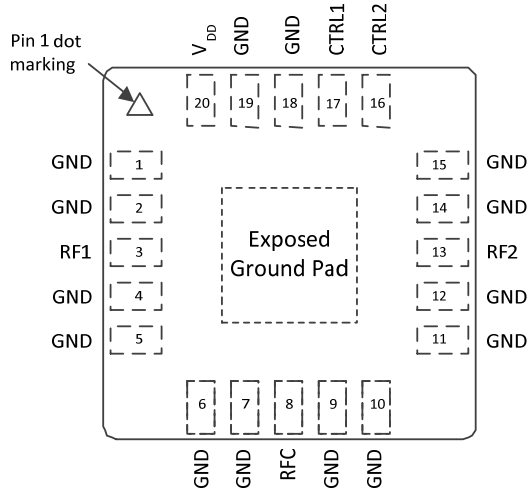 VDD
GND
GND
CTRL1
CTRL2
Pin 1 dot
marking
20
19
18
17
16
GND 1
15 GND
GND 2
14 GND
RF1 3
13 RF2
GND 4
12 GND
GND 5
11 GND
Exposed
Ground Pad
6
7
8
9
10
GND
GND
RFC
GND
GND